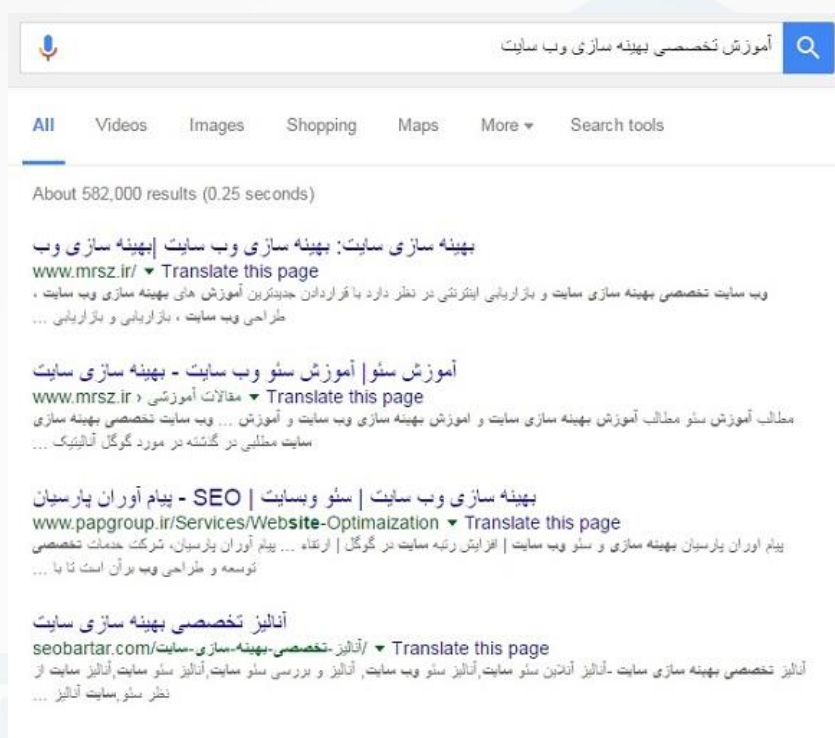 آموزش تخصصی بهینه سازی وب سایت
All Videos Images Shopping Maps More Search tools
About 582,000 results (0.25 seconds)
بهینه سازی سایت: بهینه سازی وب سایت |بهینه سازی وب
www.mrsz.ir/ ▼ Translate this page
وب سایت تخصصی بهینه سازی سایت و بازاریابی اینترنتی در نظر دارد با قراردادن جدیدترین آموزش های بهینه سازی وب سایت ،
طراحی وب سایت ، بازاریابی و بازاریابی ...
آموزش سئو| آموزش سئو وب سایت - بهینه سازی سایت
www.mrsz.ir › مقالات آموزشی ▼ Translate this page
مطالب آموزش سئو مطالب آموزش بهینه سازی سایت و اموزش بهینه سازی وب سایت و آموزش ... وب سایت تخصصی بهینه سازی
سایت مطلبی در گذشته در مورد گوگل آنالیتیک ...
بهینه سازی وب سایت | سئو وبسایت | SEO - پیام آوران پارسیان
www.papgroup.ir/Services/Website-Optimaization ▼ Translate this page
پیام اوران پارسیان بهینه سازی و سئو وب سایت | افزایش رتبه سایت در گوگل | ارتقاء ... پیام آوران پارسیان، شرکت خدمات تخصصی
توسعه و طراحی وب برآن است تا با ...
آنالیز تخصصی بهینه سازی سایت
seobartar.com/آنالیز-تخصصی-بهینه-سازی-سایت/ ▼ Translate this page
آنالیز تخصصی بهینه سازی سایت -آنالیز آنلاین سئو سایت,آنالیز سئو وب سایت, آنالیز و بررسی سئو سایت,آنالیز سئو سایت,آنالیز سایت از
نظر سئو,سایت آنالیز ...